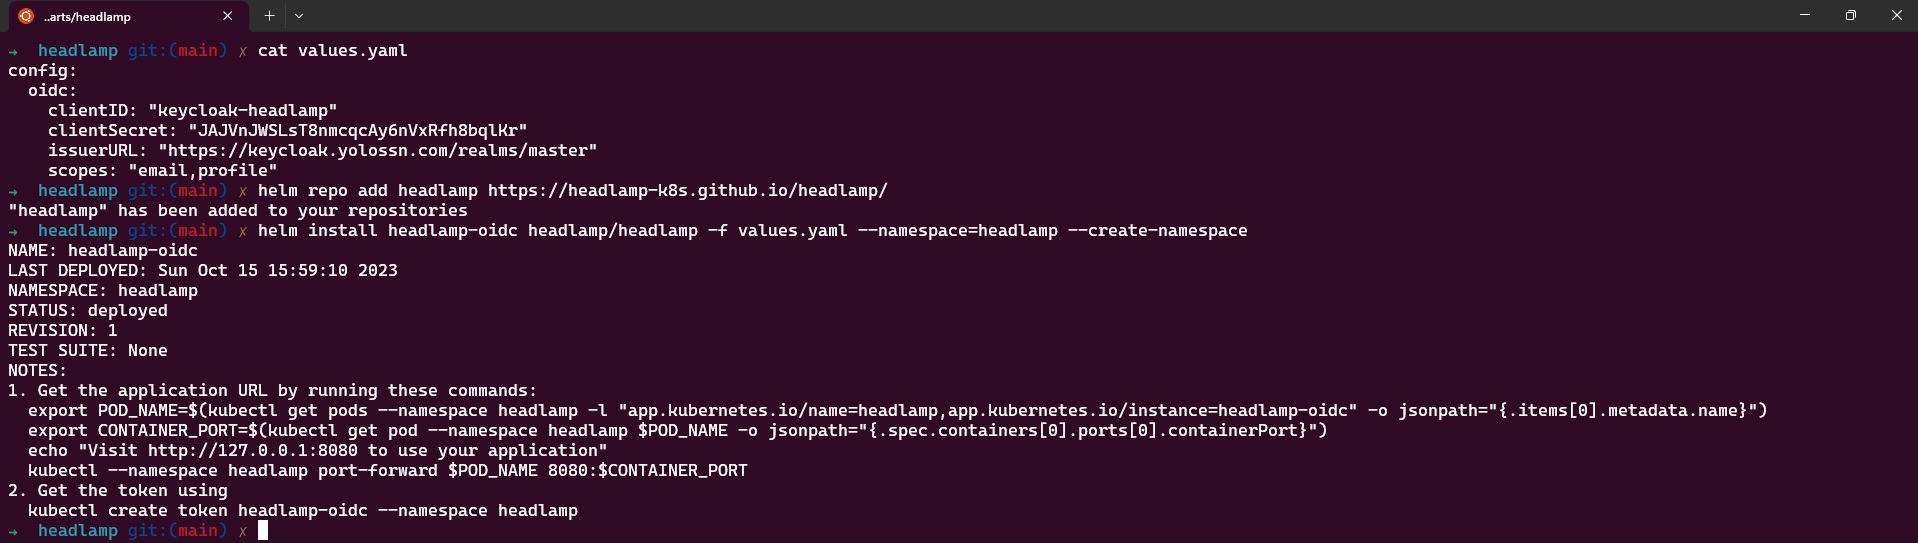 ..arts/headlamp
→ headlamp git:(main) ✗ cat values.yaml
config:
  oidc:
    clientID: "keycloak-headlamp"
    clientSecret: "JAJVnJWSLsT8nmcqcAy6nVxRfh8bqlKr"
    issuerURL: "https://keycloak.yolossn.com/realms/master"
    scopes: "email,profile"
→ headlamp git:(main) ✗ helm repo add headlamp https://headlamp-k8s.github.io/headlamp/
"headlamp" has been added to your repositories
→ headlamp git:(main) ✗ helm install headlamp-oidc headlamp/headlamp -f values.yaml --namespace=headlamp --create-namespace
NAME: headlamp-oidc
LAST DEPLOYED: Sun Oct 15 15:59:10 2023
NAMESPACE: headlamp
STATUS: deployed
REVISION: 1
TEST SUITE: None
NOTES:
1. Get the application URL by running these commands:
  export POD_NAME=$(kubectl get pods --namespace headlamp -l "app.kubernetes.io/name=headlamp,app.kubernetes.io/instance=headlamp-oidc" -o jsonpath="{.items[0].metadata.name}")
  export CONTAINER_PORT=$(kubectl get pod --namespace headlamp $POD_NAME -o jsonpath="{.spec.containers[0].ports[0].containerPort}")
  echo "Visit http://127.0.0.1:8080 to use your application"
  kubectl --namespace headlamp port-forward $POD_NAME 8080:$CONTAINER_PORT
2. Get the token using
  kubectl create token headlamp-oidc --namespace headlamp
→ headlamp git:(main) ✗